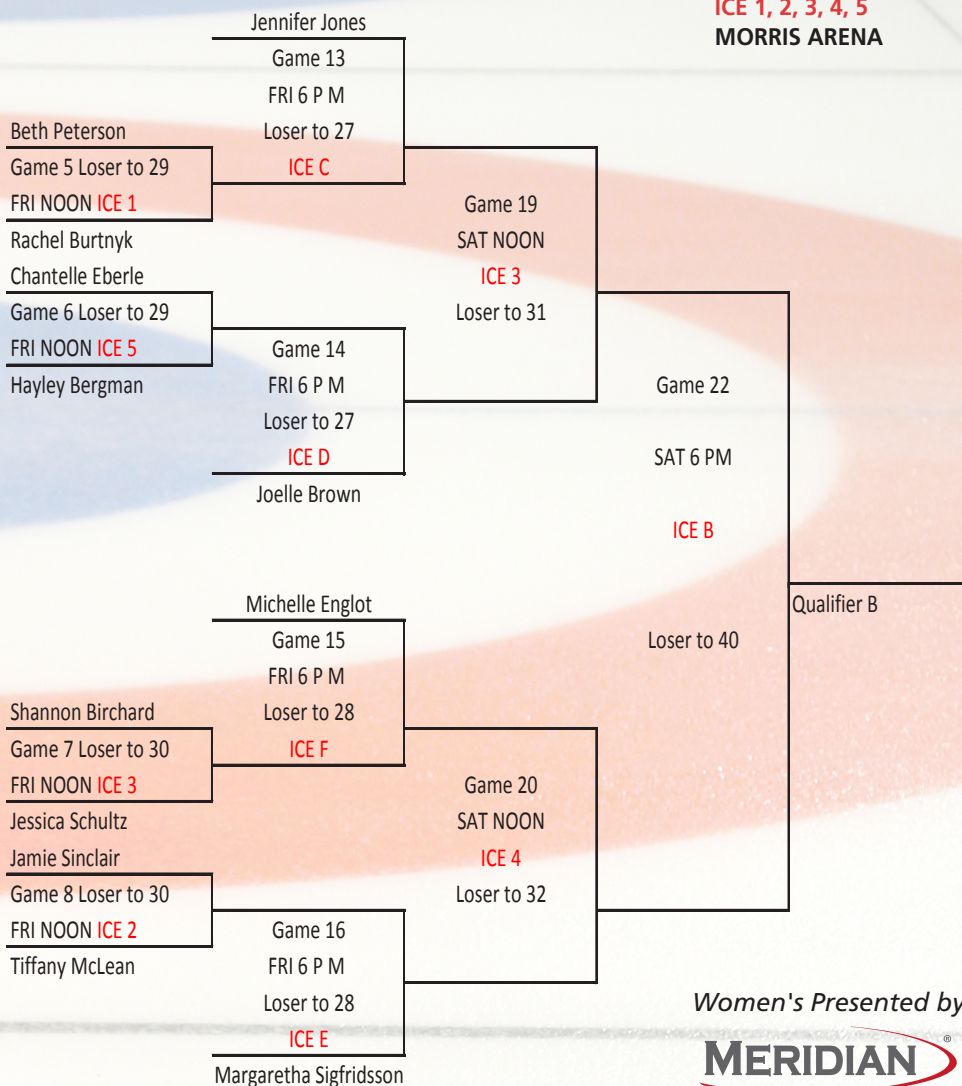 ICE 1, 2, 3, 4, 5
MORRIS ARENA
Jennifer Jones
Game 13
FRI 6 P M
Loser to 27
ICE C
Beth Peterson
Game 5 Loser to 29
FRI NOON ICE 1
Rachel Burtnyk
Chantelle Eberle
Game 6 Loser to 29
FRI NOON ICE 5
Hayley Bergman
Game 14
FRI 6 P M
Loser to 27
ICE D
Joelle Brown
Game 19
SAT NOON
ICE 3
Loser to 31
Game 22
SAT 6 PM
ICE B
Loser to 40
Qualifier B
Michelle Englot
Game 15
FRI 6 P M
Loser to 28
ICE F
Shannon Birchard
Game 7 Loser to 30
FRI NOON ICE 3
Jessica Schultz
Jamie Sinclair
Game 8 Loser to 30
FRI NOON ICE 2
Tiffany McLean
Game 16
FRI 6 P M
Loser to 28
ICE E
Margaretha Sigfridsson
Game 20
SAT NOON
ICE 4
Loser to 32
Women's Presented by
MERIDIAN®